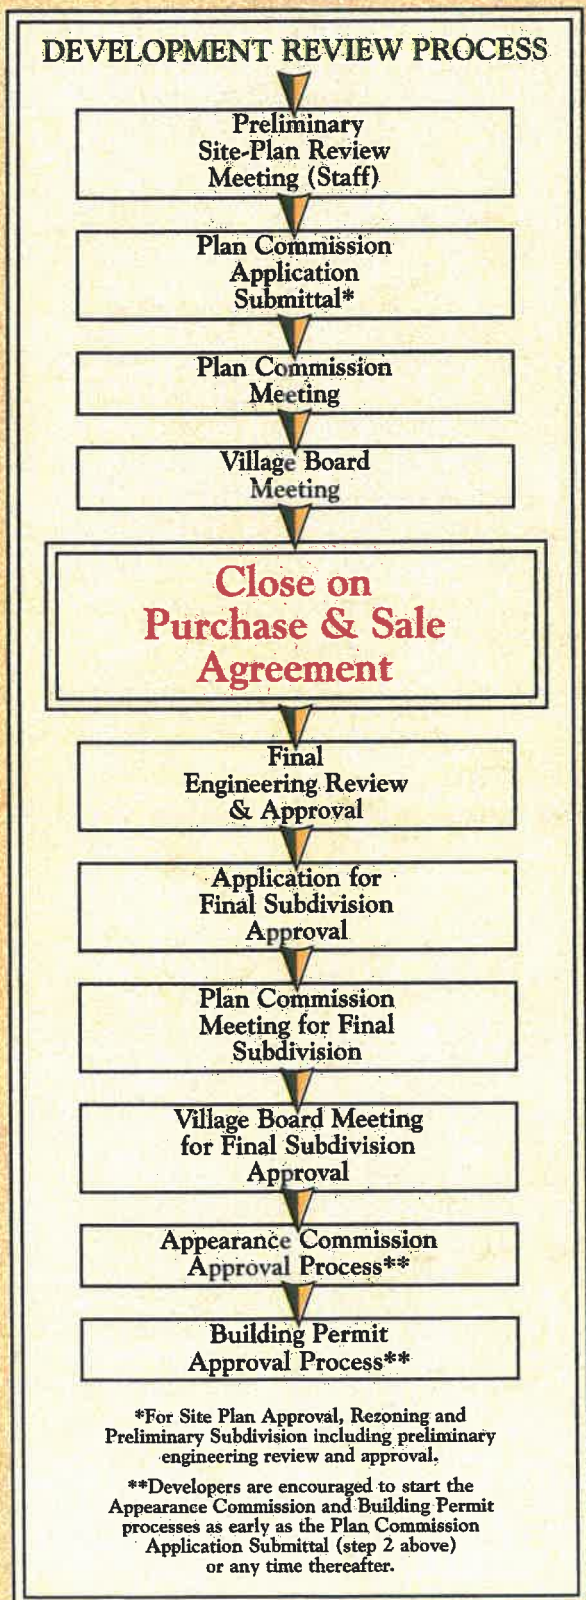 DEVELOPMENT REVIEW PROCESS
Preliminary
Site-Plan Review
Meeting (Staff)
Plan Commission
Application
Submittal*
Plan Commission
Meeting
Village Board
Meeting
Close on
Purchase & Sale
Agreement
Final
Engineering Review
& Approval
Application for
Final Subdivision
Approval
Plan Commission
Meeting for Final
Subdivision
Village Board Meeting
for Final Subdivision
Approval
Appearance Commission
Approval Process**
Building Permit
Approval Process**
*For Site Plan Approval, Rezoning and
Preliminary Subdivision including preliminary
engineering review and approval.
**Developers are encouraged to start the
Appearance Commission and Building Permit
processes as early as the Plan Commission
Application Submittal (step 2 above)
or any time thereafter.